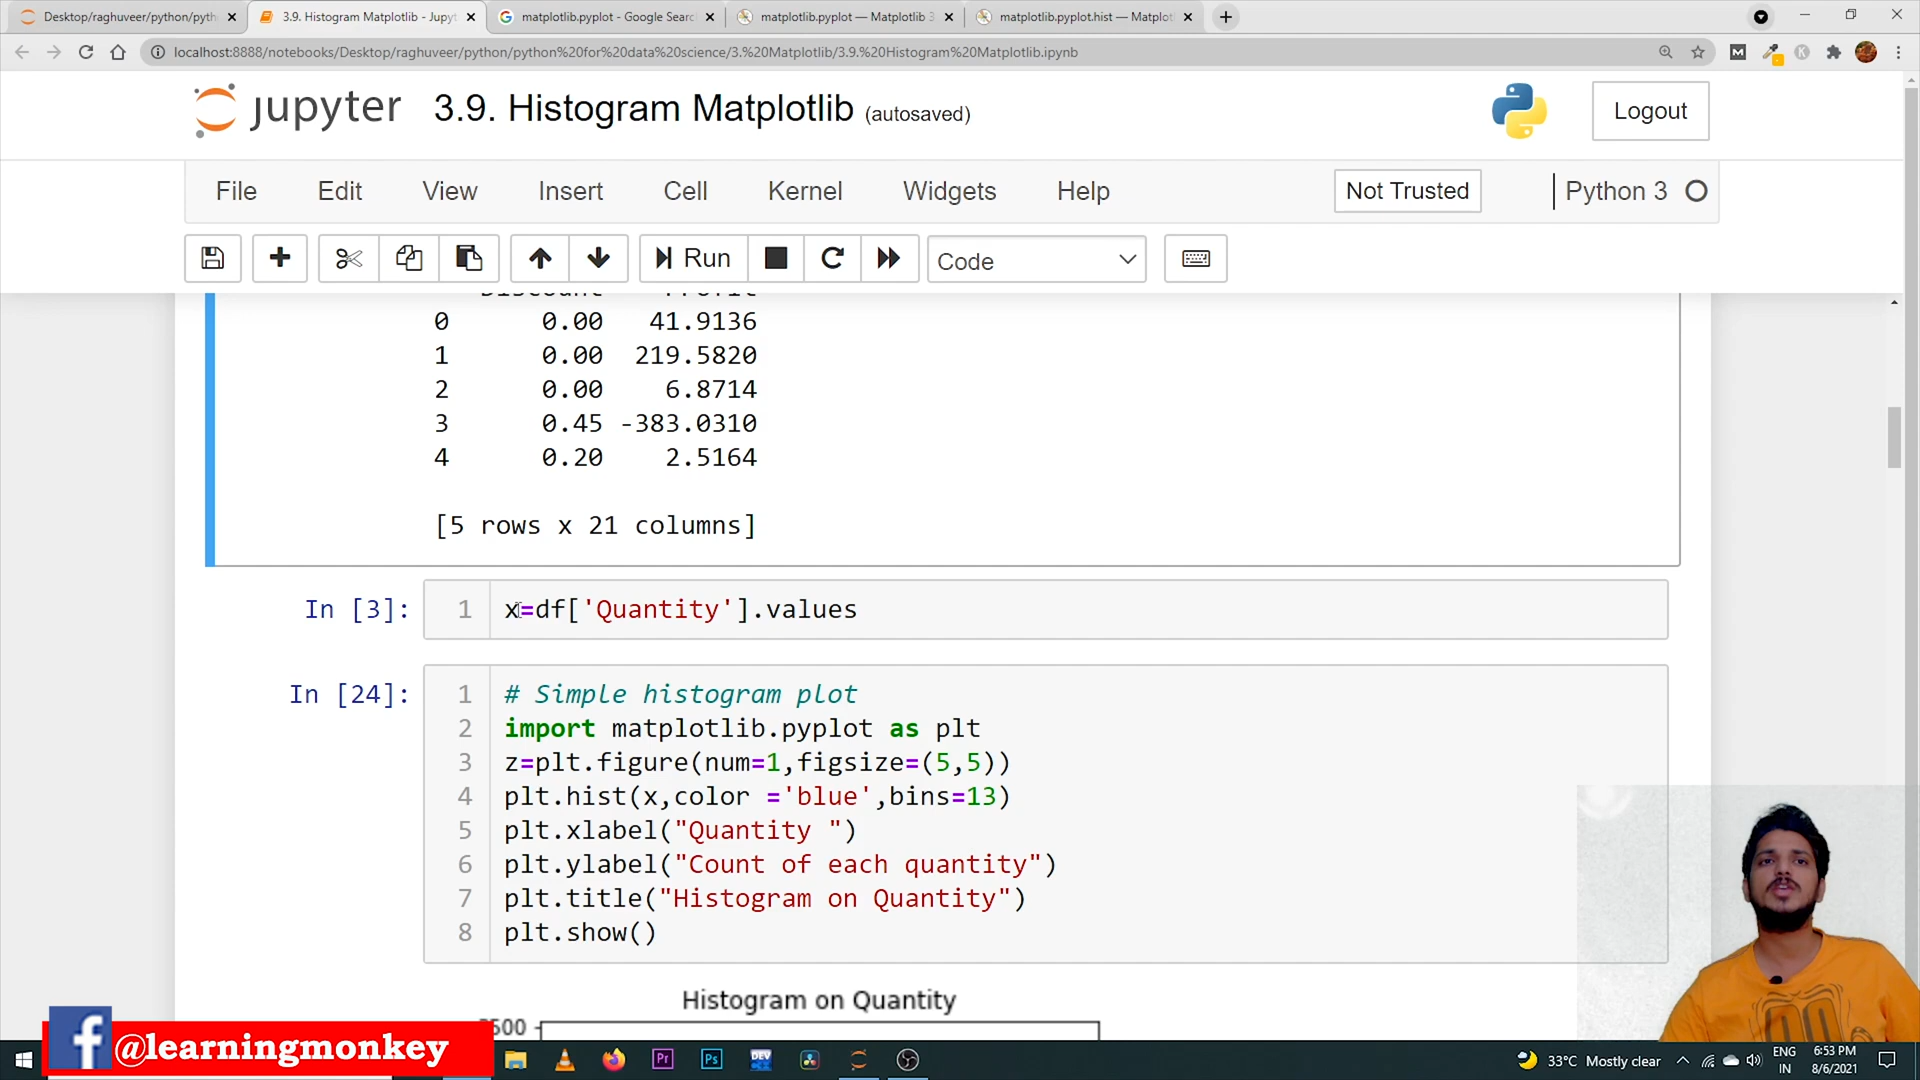 Desktop/raghuveer/python/pyth
3.9. Histogram Matplotlib - Jupyt
matplotlib.pyplot - Google Searc
matplotlib.pyplot — Matplotlib 3
matplotlib.pyplot.hist — Matplotl
localhost:8888/notebooks/Desktop/raghuveer/python/python%20for%20data%20science/3.%20Matplotlib/3.9.%20Histogram%20Matplotlib.ipynb
jupyter 3.9. Histogram Matplotlib (autosaved)
Logout
File Edit View Insert Cell Kernel Widgets Help
Not Trusted
Python 3
Run
Code
Discount Profit
0 0.00 41.9136
1 0.00 219.5820
2 0.00 6.8714
3 0.45 -383.0310
4 0.20 2.5164
[5 rows x 21 columns]
In [3]:
1 x=df['Quantity'].values
In [24]:
1 # Simple histogram plot
2 import matplotlib.pyplot as plt
3 z=plt.figure(num=1,figsize=(5,5))
4 plt.hist(x,color ='blue',bins=13)
5 plt.xlabel("Quantity ")
6 plt.ylabel("Count of each quantity")
7 plt.title("Histogram on Quantity")
8 plt.show()
Histogram on Quantity
@learningmonkey
Pr Ps DEV
33°C Mostly clear
ENG
IN
6:53 PM
8/6/2021